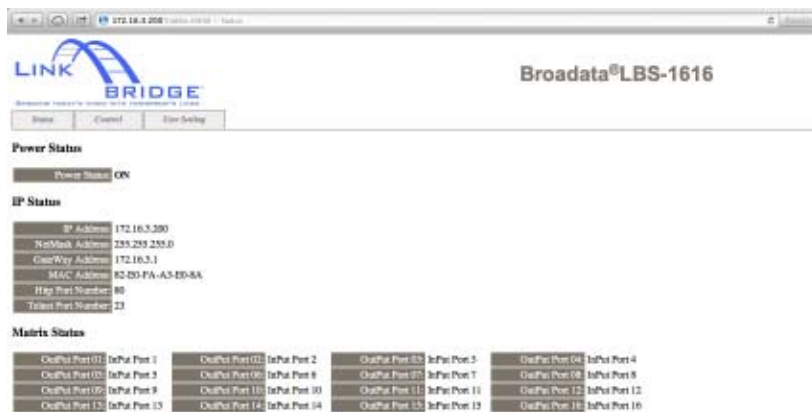 172.16.3.200
LINK BRIDGE
Broadata®LBS-1616
Status Control User Setting
Power Status
Power Status: ON
IP Status
IP Address: 172.16.3.200
NetMask Address: 255.255.255.0
GateWay Address: 172.16.3.1
MAC Address:
Http Port Number: 80
Telnet Port Number: 23
Matrix Status
OutPut Port 01: InPut Port 1 OutPut Port 02: InPut Port 2 OutPut Port 03: InPut Port 3 OutPut Port 04: InPut Port 4
OutPut Port 05: InPut Port OutPut Port 06: InPut Port 6 OutPut Port 07: InPut Port 7 OutPut Port 08: InPut Port 8
OutPut Port 09: InPut Port 9 OutPut Port 10: InPut Port 10 OutPut Port 11: InPut Port 11 OutPut Port 12: InPut Port 12
OutPut Port 13: InPut Port 13 OutPut Port 14: InPut Port 14 OutPut Port 15: InPut Port 15 OutPut Port 16: InPut Port 16